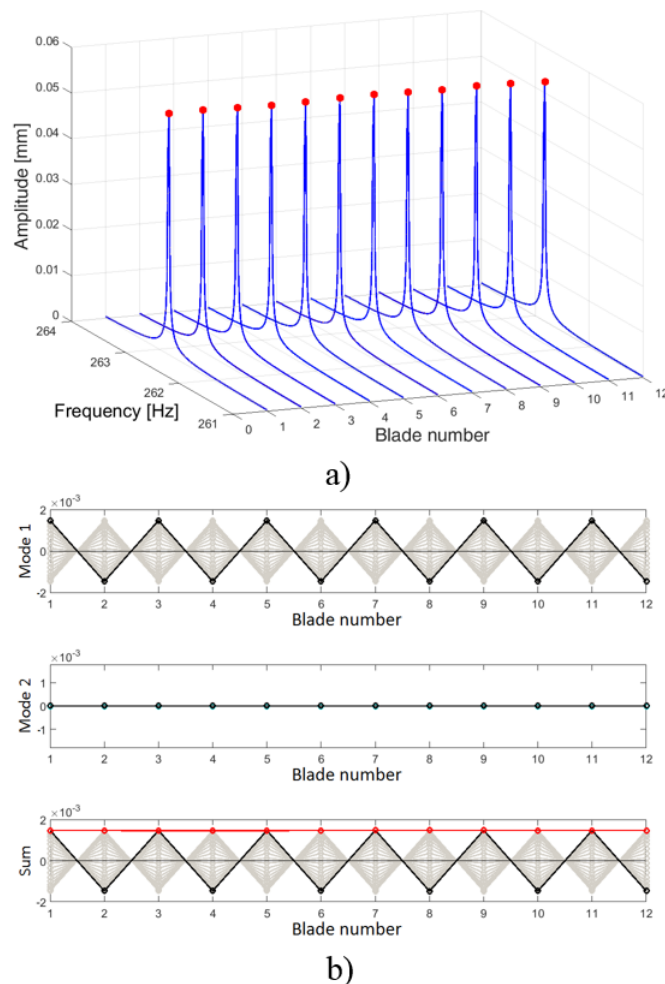 0.06
0.05
0.04
0.03
0.02
0.01
0
Amplitude [mm]
264
263
262
261
Frequency [Hz]
0 1 2 3 4 5 6 7 8 9 10 11 12
Blade number
a)
×10⁻³
2
0
-2
Mode 1
1 2 3 4 5 6 7 8 9 10 11 12
Blade number
×10⁻³
1
0
-1
Mode 2
1 2 3 4 5 6 7 8 9 10 11 12
Blade number
×10⁻³
2
0
-2
Sum
1 2 3 4 5 6 7 8 9 10 11 12
Blade number
b)